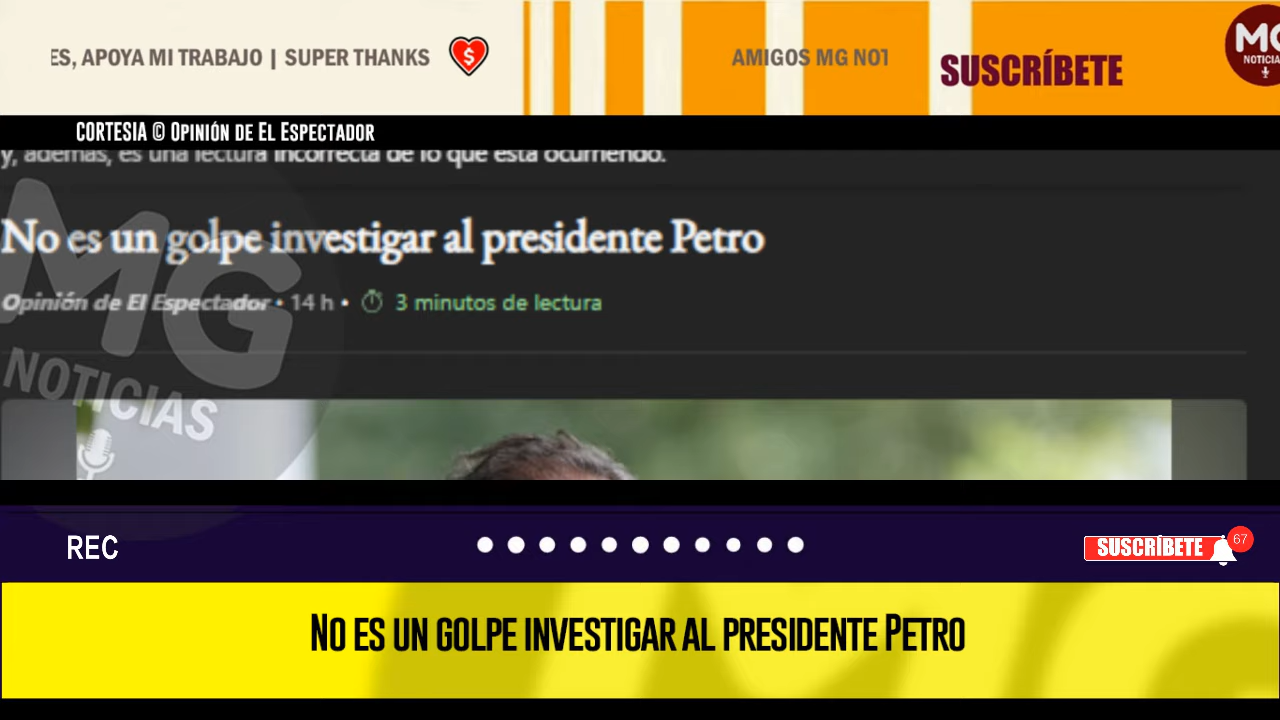 ES, APOYA MI TRABAJO | SUPER THANKS
$
AMIGOS MG NOT
SUSCRÍBETE
MG
NOTICIA
CORTESIA © OPINIÓN DE EL ESPECTADOR
y, además, es una lectura incorrecta de lo que está ocurriendo.
No es un golpe investigar al presidente Petro
Opinión de El Espectador • 14 h • 3 minutos de lectura
MG
NOTICIAS
REC
SUSCRÍBETE
67
NO ES UN GOLPE INVESTIGAR AL PRESIDENTE PETRO